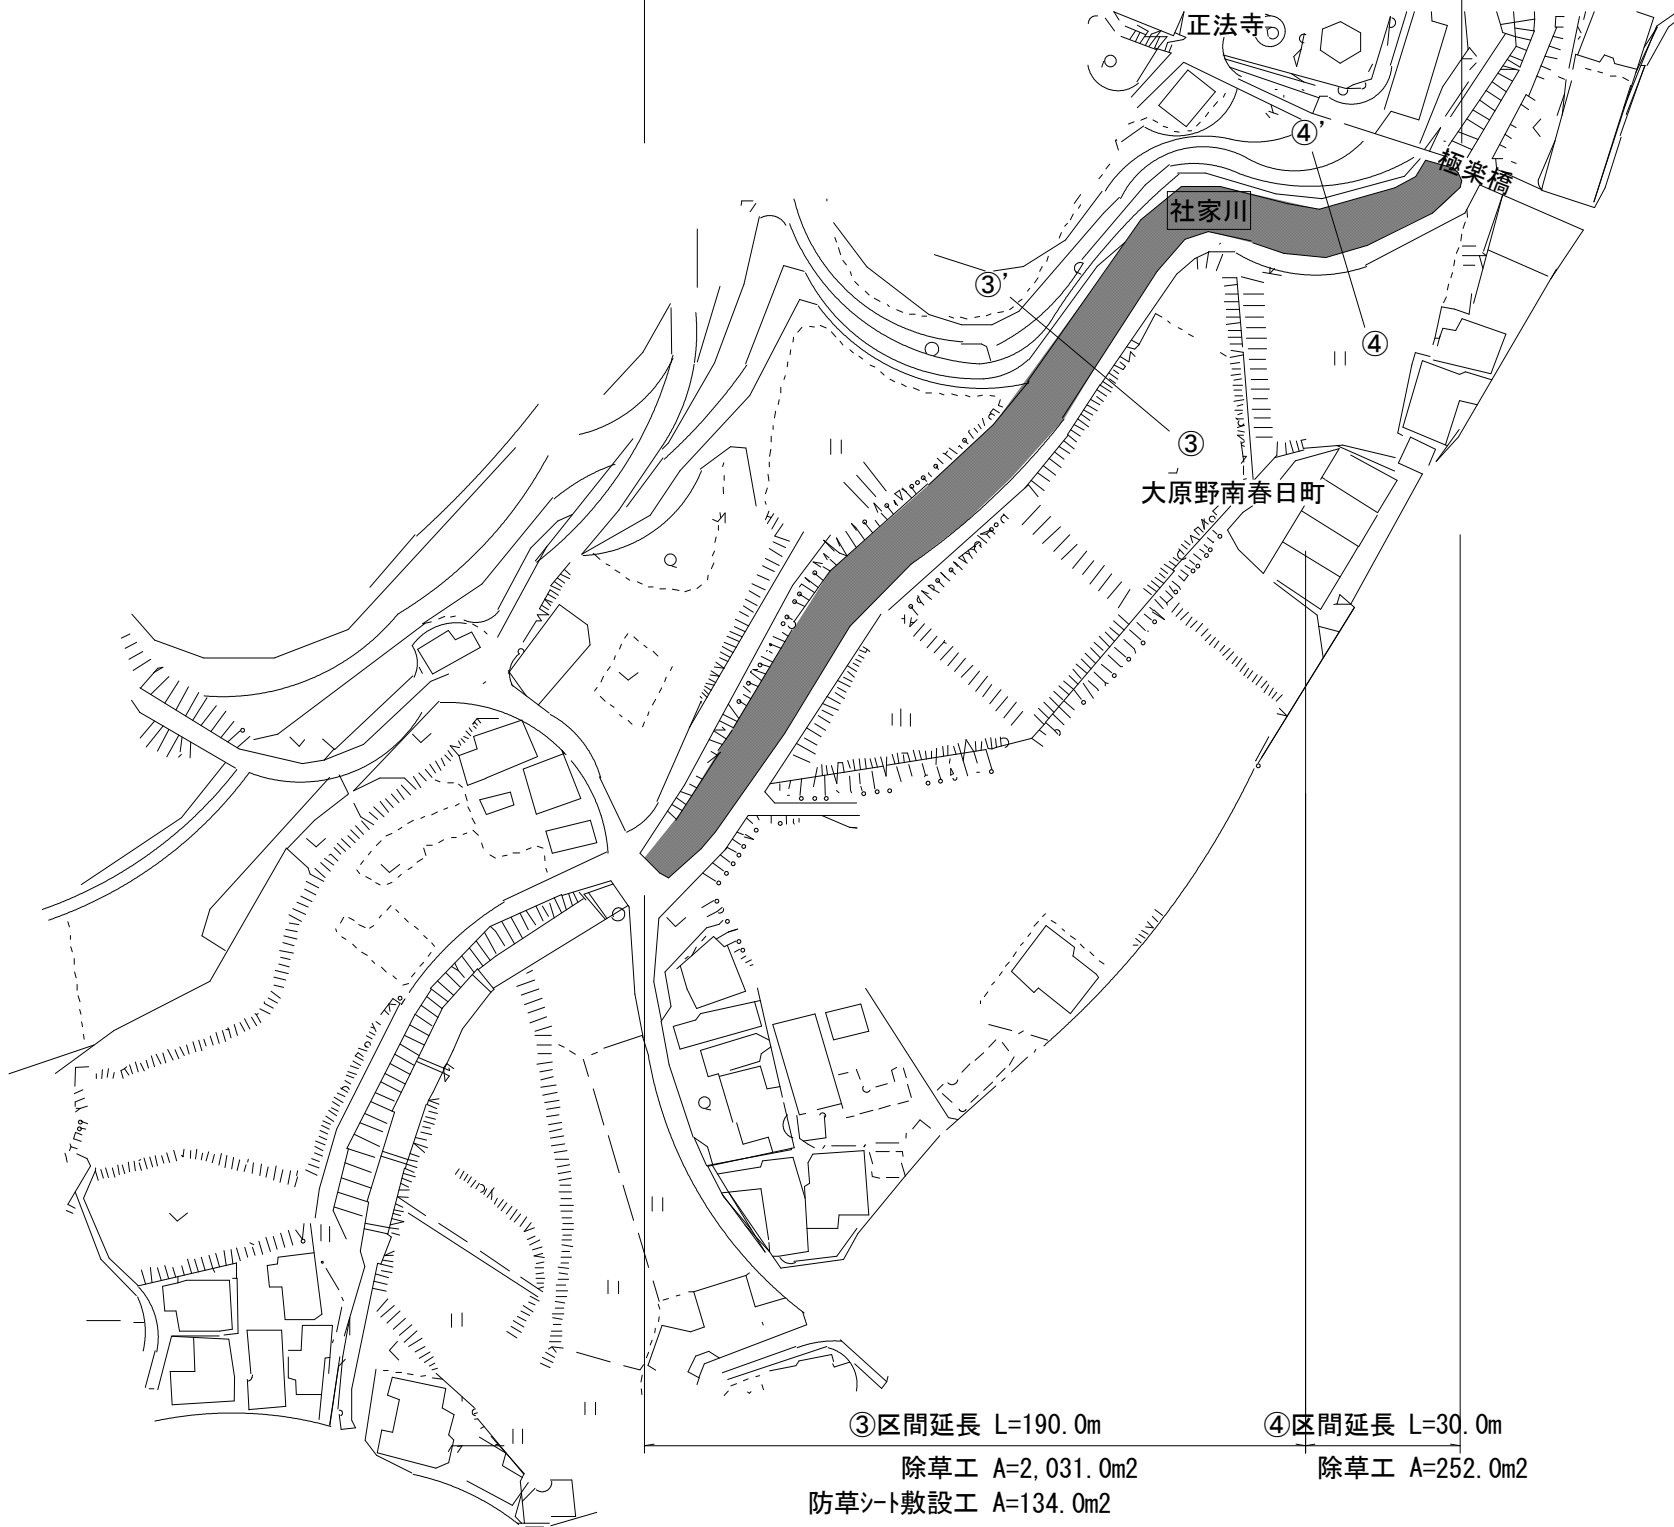 正法寺
④'
極楽橋
社家川
③'
④
③
大原野南春日町
③区間延長 L=190.0m
④区間延長 L=30.0m
除草工 A=2,031.0m2
除草工 A=252.0m2
防草ｼｰﾄ敷設工 A=134.0m2